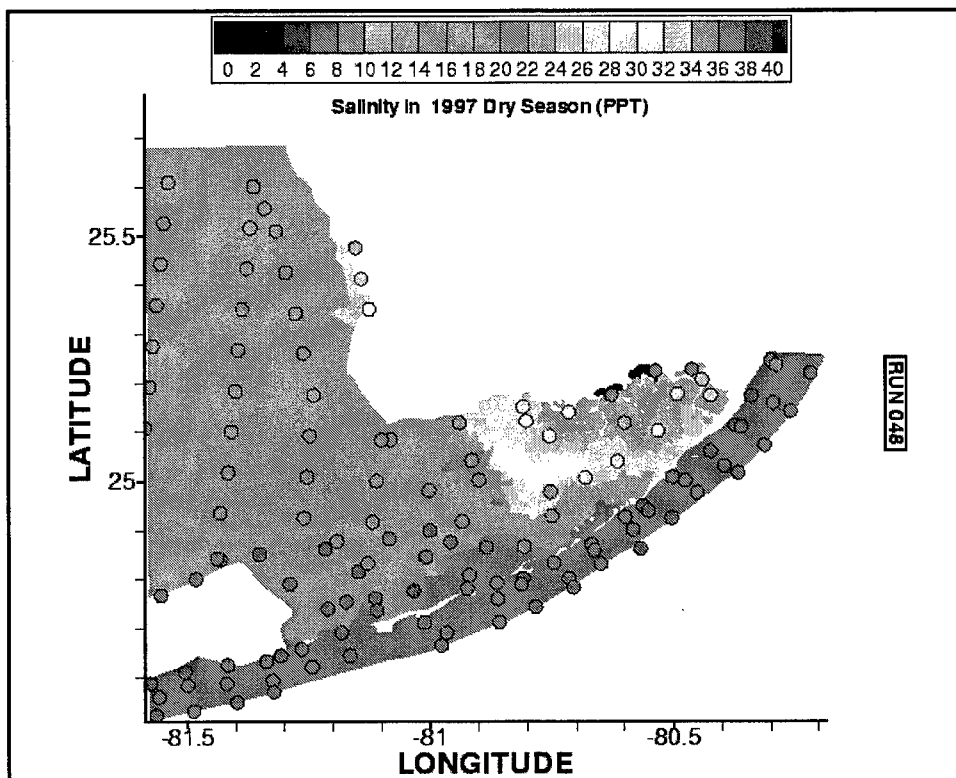 0 2 4 6 8 10 12 14 16 18 20 22 24 26 28 30 32 34 36 38 40
Salinity in 1997 Dry Season (PPT)
25.5
LATITUDE
RUN 048
25
-81.5 -81 -80.5
LONGITUDE